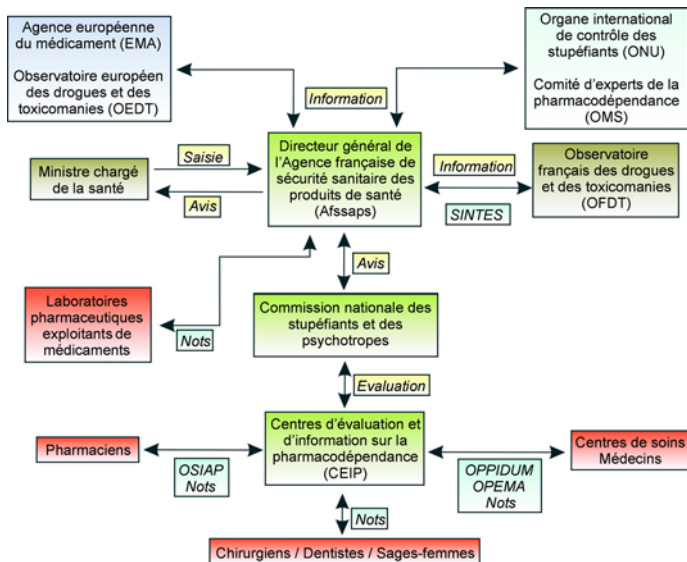 Agence européenne
du médicament (EMA)
Observatoire européen
des drogues et des
toxicomanies (OEDT)
Information
Organe international
de contrôle des
stupéfiants (ONU)
Comité d'experts de la
pharmacodépendance
(OMS)
Ministre chargé
de la santé
Saisie
Avis
Directeur général de
l'Agence française de
sécurité sanitaire des
produits de santé
(Afssaps)
Information
SINTES
Observatoire
français des drogues
et des toxicomanies
(OFDT)
Avis
Laboratoires
pharmaceutiques
exploitants de
médicaments
Nots
Commission nationale des
stupéfiants et des
psychotropes
Evaluation
Pharmaciens
OSIAP
Nots
Centres d'évaluation et
d'information sur la
pharmacodépendance
(CEIP)
OPPIDUM
OPEMA
Nots
Centres de soins
Médecins
Nots
Chirurgiens / Dentistes / Sages-femmes